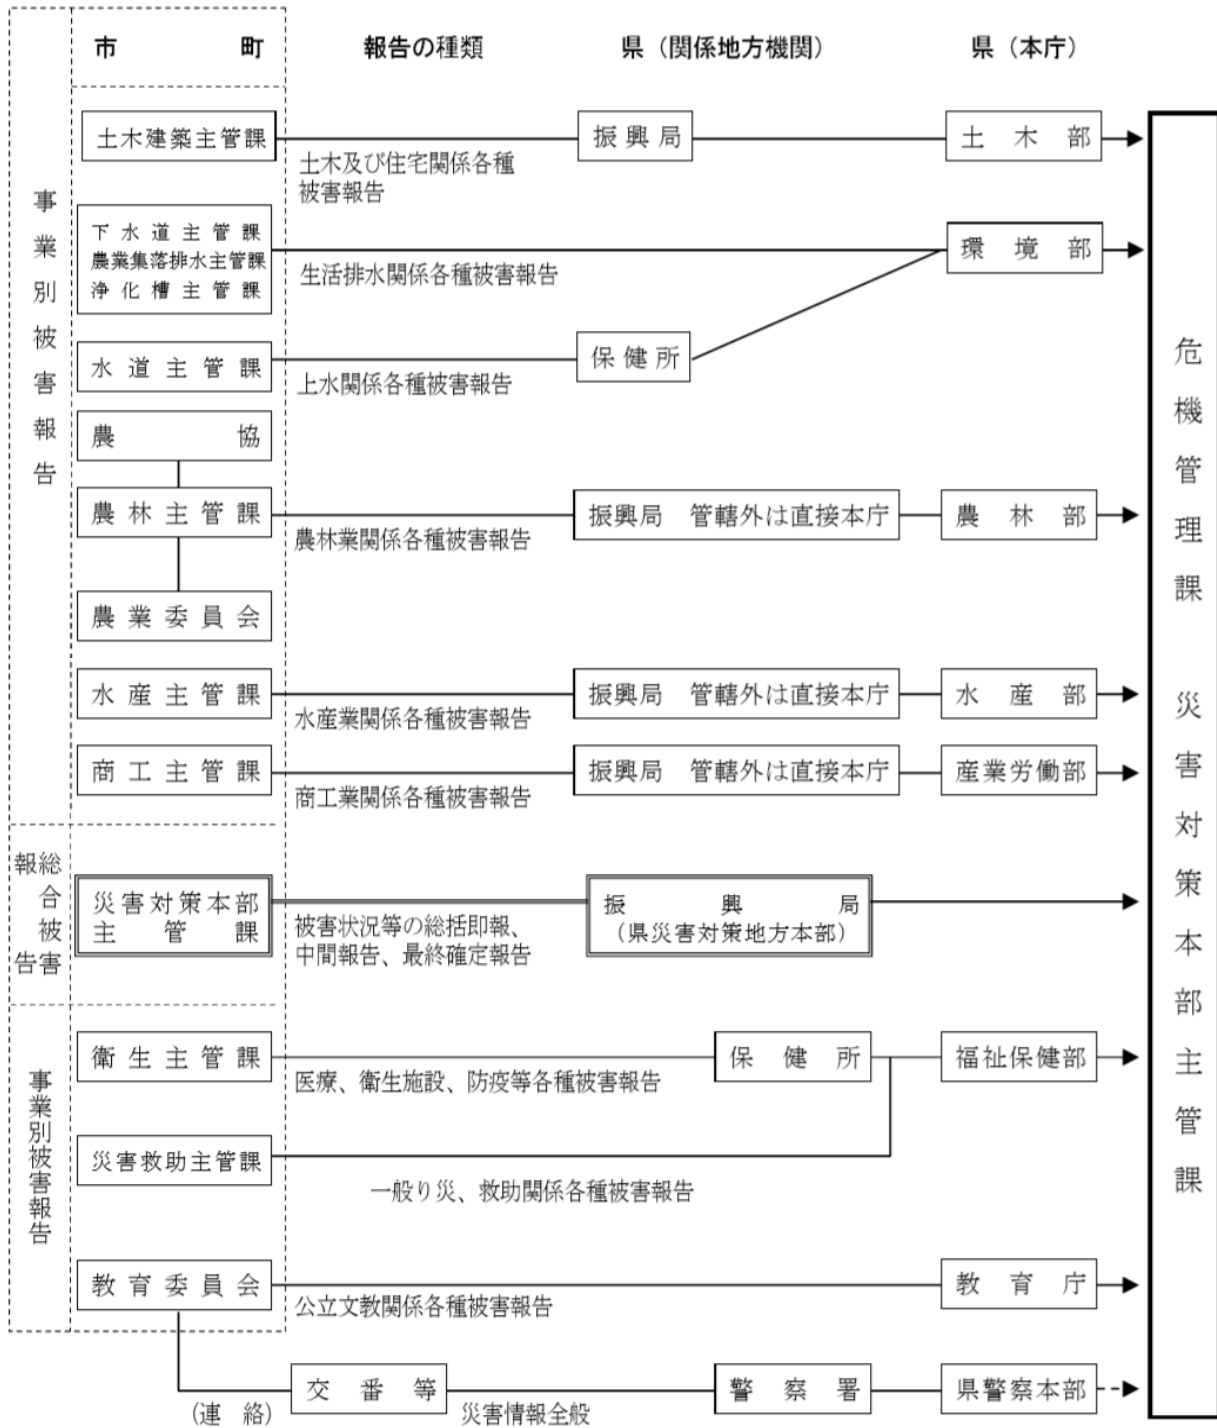 市 町 報告の種類 県（関係地方機関） 県（本庁）
事業別被害報告
土木建築主管課
土木及び住宅関係各種
被害報告
振興局
土木部
下水道主管課
農業集落排水主管課
浄化槽主管課
生活排水関係各種被害報告
環境部
水道主管課
上水関係各種被害報告
保健所
農協
農林主管課
農林業関係各種被害報告
振興局 管轄外は直接本庁
農林部
農業委員会
水産主管課
水産業関係各種被害報告
振興局 管轄外は直接本庁
水産部
商工主管課
商工業関係各種被害報告
振興局 管轄外は直接本庁
産業労働部
総合被害報告
災害対策本部
主管課
被害状況等の総括即報、
中間報告、最終確定報告
振興局
（県災害対策地方本部）
事業別被害報告
衛生主管課
医療、衛生施設、防疫等各種被害報告
保健所
福祉保健部
災害救助主管課
一般り災、救助関係各種被害報告
教育委員会
公立文教関係各種被害報告
教育庁
(連 絡)
交番等
災害情報全般
警察署
県警察本部
危機管理課 災害対策本部主管課